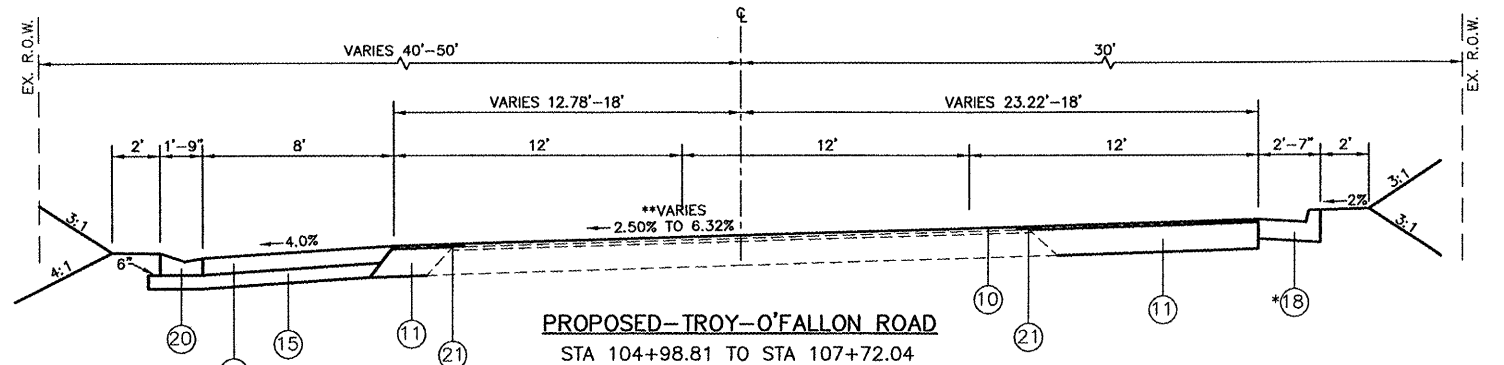 ℄
EX. R.O.W.
VARIES 40'-50'
30'
EX. R.O.W.
VARIES 12.78'-18'
VARIES 23.22'-18'
2'
1'-9"
8'
12'
12'
12'
2'-7"
2'
3:1
4:1
6"
4.0%
**VARIES
2.50% TO 6.32%
2%
3:1
3:1
20
15
11
21
10
21
11
*18
PROPOSED-TROY-O'FALLON ROAD
STA 104+98.81 TO STA 107+72.04